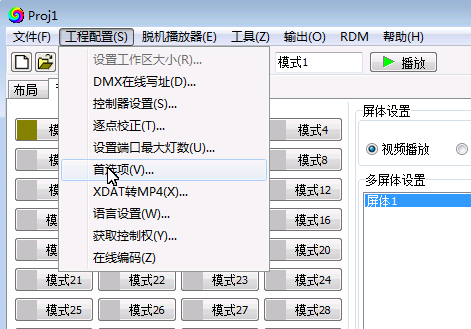 Proj1
文件(F) 工程配置(S) 脱机播放器(E) 工具(Z) 输出(O) RDM 帮助(H)
模式1 播放
布局
设置工作区大小(R)...
DMX在线写址(D)...
控制器设置(S)...
逐点校正(T)...
设置端口最大灯数(U)...
首选项(V)...
XDAT转MP4(X)...
语言设置(W)...
获取控制权(Y)...
在线编码(Z)
模式4
模式8
模式12
模式16
模式20
模式21 模式22 模式23 模式24
模式25 模式26 模式27 模式28
屏体设置
视频播放
多屏体设置
屏体1